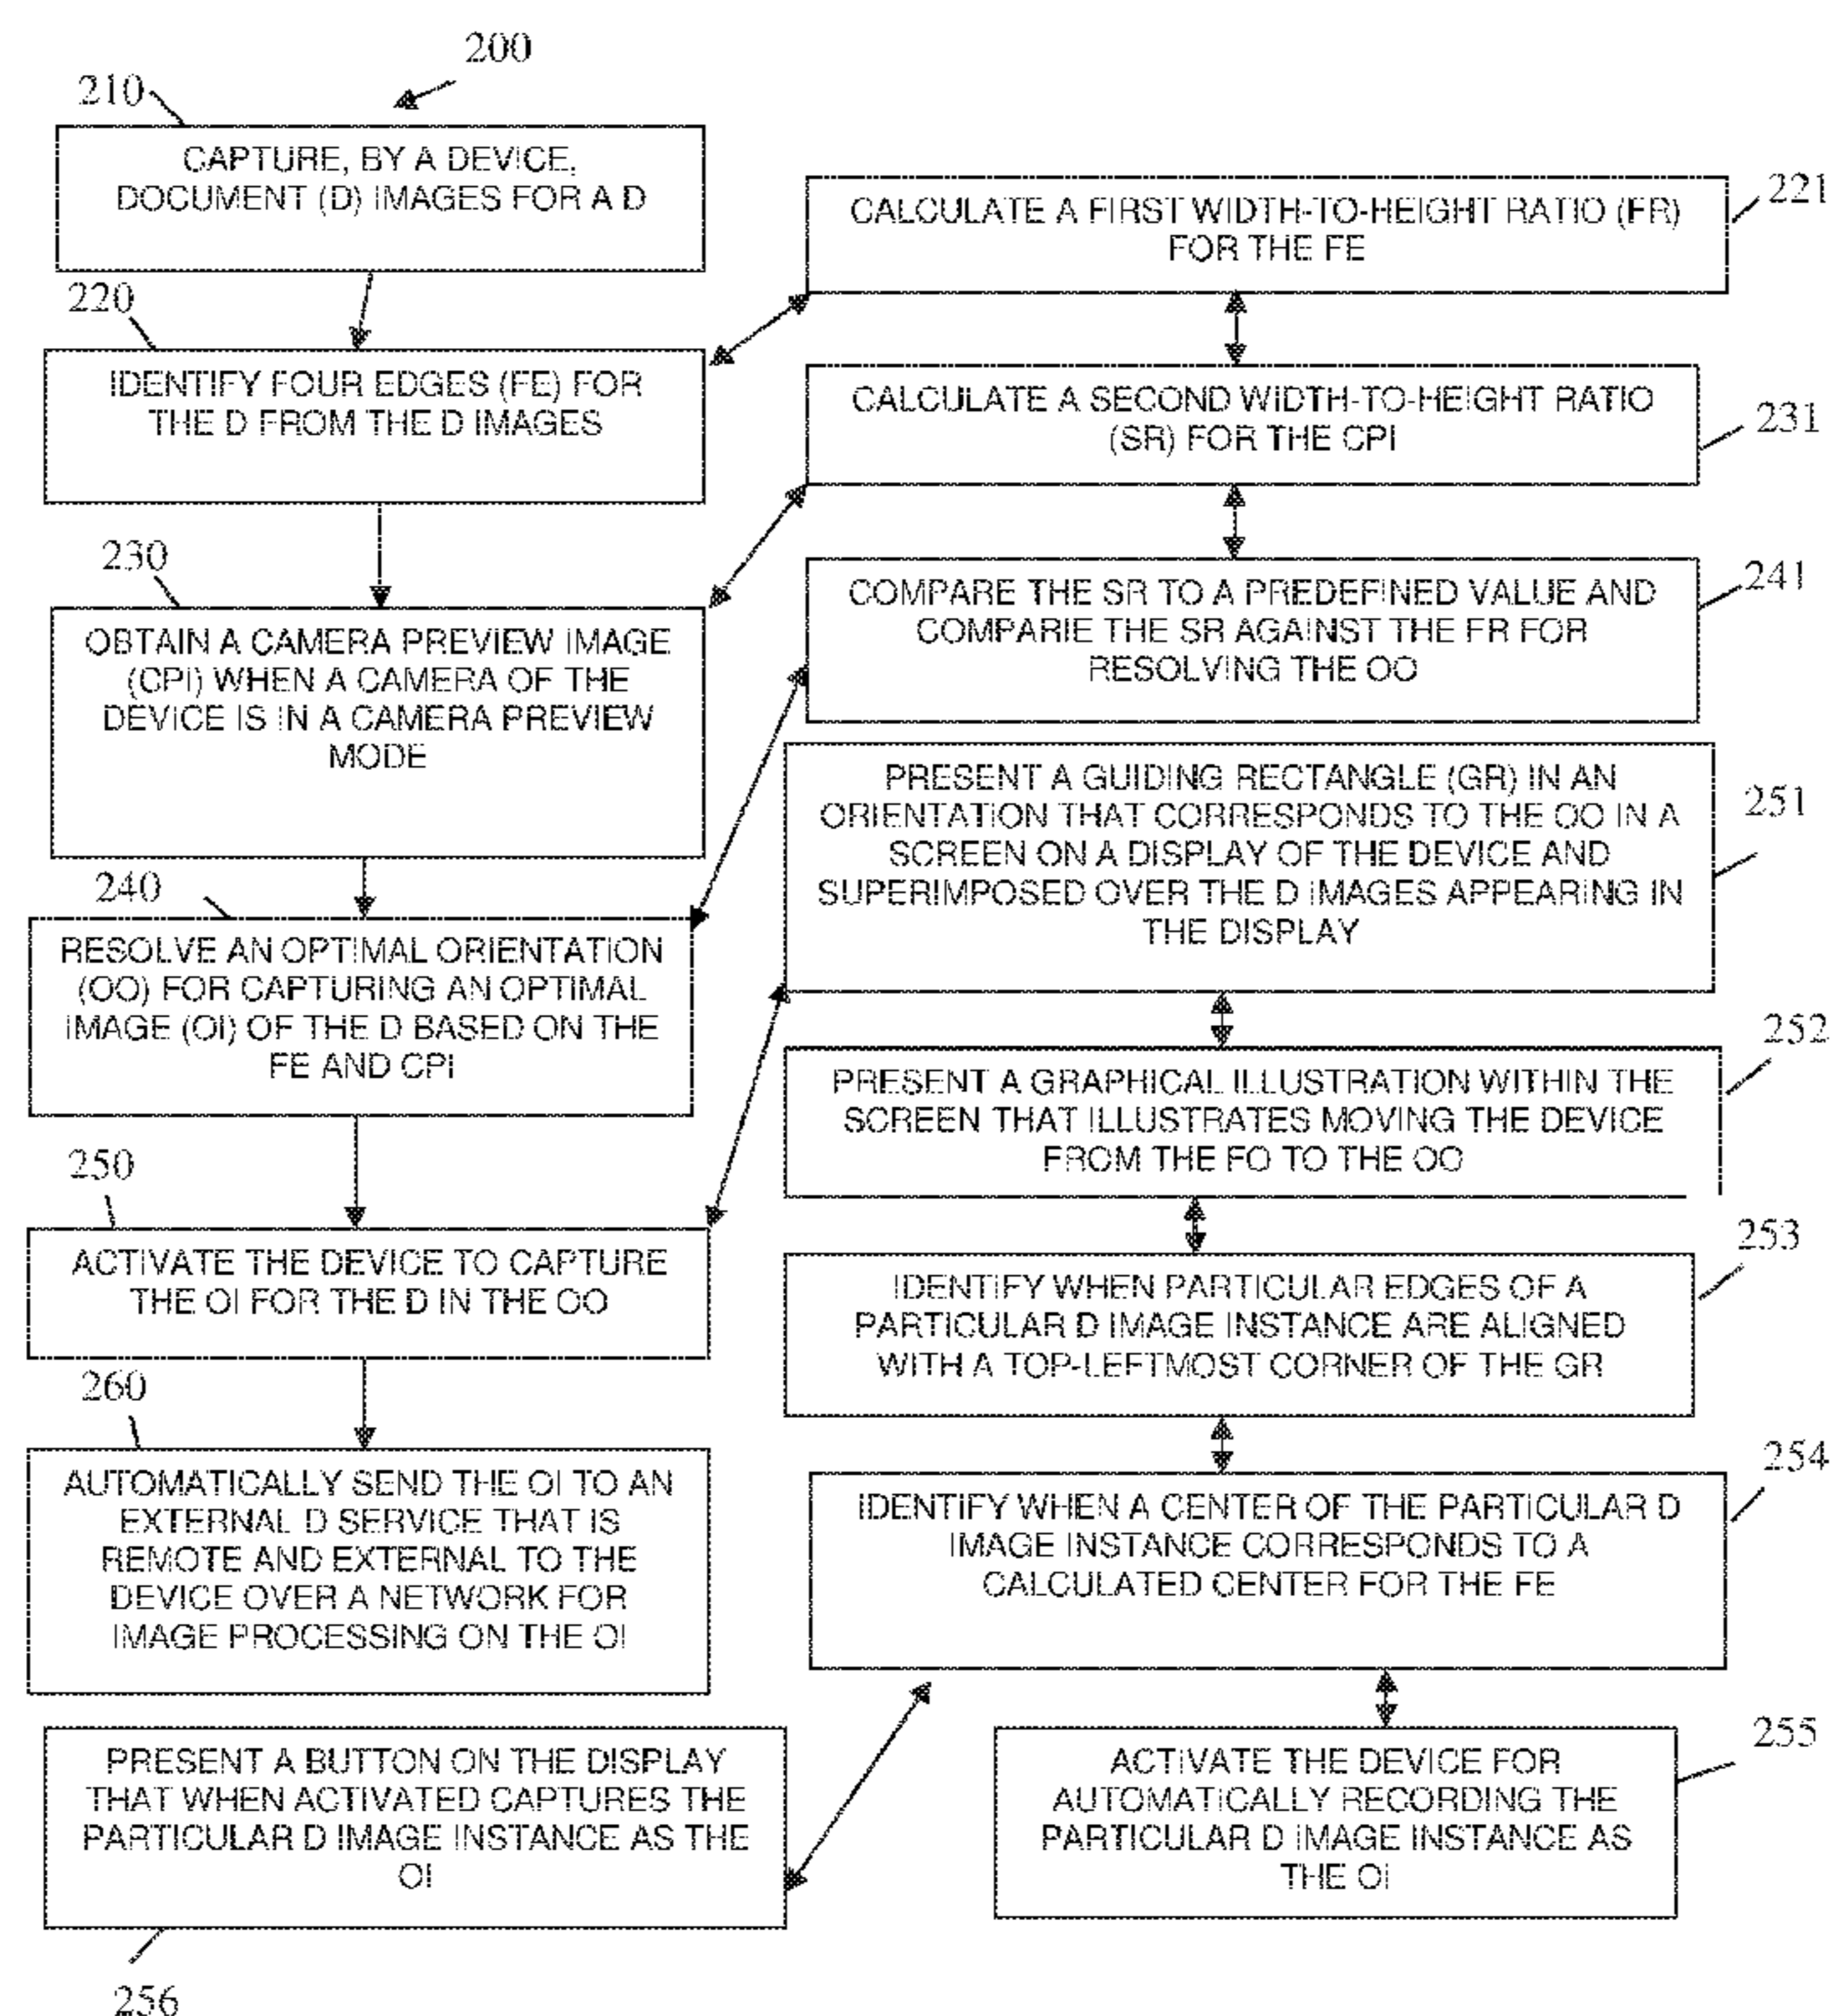 200
210
CAPTURE, BY A DEVICE,
DOCUMENT (D) IMAGES FOR A D
220
IDENTIFY FOUR EDGES (FE) FOR
THE D FROM THE D IMAGES
230
OBTAIN A CAMERA PREVIEW IMAGE
(CPI) WHEN A CAMERA OF THE
DEVICE IS IN A CAMERA PREVIEW
MODE
240
RESOLVE AN OPTIMAL ORIENTATION
(OO) FOR CAPTURING AN OPTIMAL
IMAGE (OI) OF THE D BASED ON THE
FE AND CPI
250
ACTIVATE THE DEVICE TO CAPTURE
THE OI FOR THE D IN THE OO
260
AUTOMATICALLY SEND THE OI TO AN
EXTERNAL D SERVICE THAT IS
REMOTE AND EXTERNAL TO THE
DEVICE OVER A NETWORK FOR
IMAGE PROCESSING ON THE OI
221
CALCULATE A FIRST WIDTH-TO-HEIGHT RATIO (FR)
FOR THE FE
231
CALCULATE A SECOND WIDTH-TO-HEIGHT RATIO
(SR) FOR THE CPI
241
COMPARE THE SR TO A PREDEFINED VALUE AND
COMPARIE THE SR AGAINST THE FR FOR
RESOLVING THE OO
251
PRESENT A GUIDING RECTANGLE (GR) IN AN
ORIENTATION THAT CORRESPONDS TO THE OO IN A
SCREEN ON A DISPLAY OF THE DEVICE AND
SUPERIMPOSED OVER THE D IMAGES APPEARING IN
THE DISPLAY
252
PRESENT A GRAPHICAL ILLUSTRATION WITHIN THE
SCREEN THAT ILLUSTRATES MOVING THE DEVICE
FROM THE FO TO THE OO
253
IDENTIFY WHEN PARTICULAR EDGES OF A
PARTICULAR D IMAGE INSTANCE ARE ALIGNED
WITH A TOP-LEFTMOST CORNER OF THE GR
254
IDENTIFY WHEN A CENTER OF THE PARTICULAR D
IMAGE INSTANCE CORRESPONDS TO A
CALCULATED CENTER FOR THE FE
255
ACTIVATE THE DEVICE FOR
AUTOMATICALLY RECORDING THE
PARTICULAR D IMAGE INSTANCE AS
THE OI
PRESENT A BUTTON ON THE DISPLAY
THAT WHEN ACTIVATED CAPTURES THE
PARTICULAR D IMAGE INSTANCE AS THE
OI
256